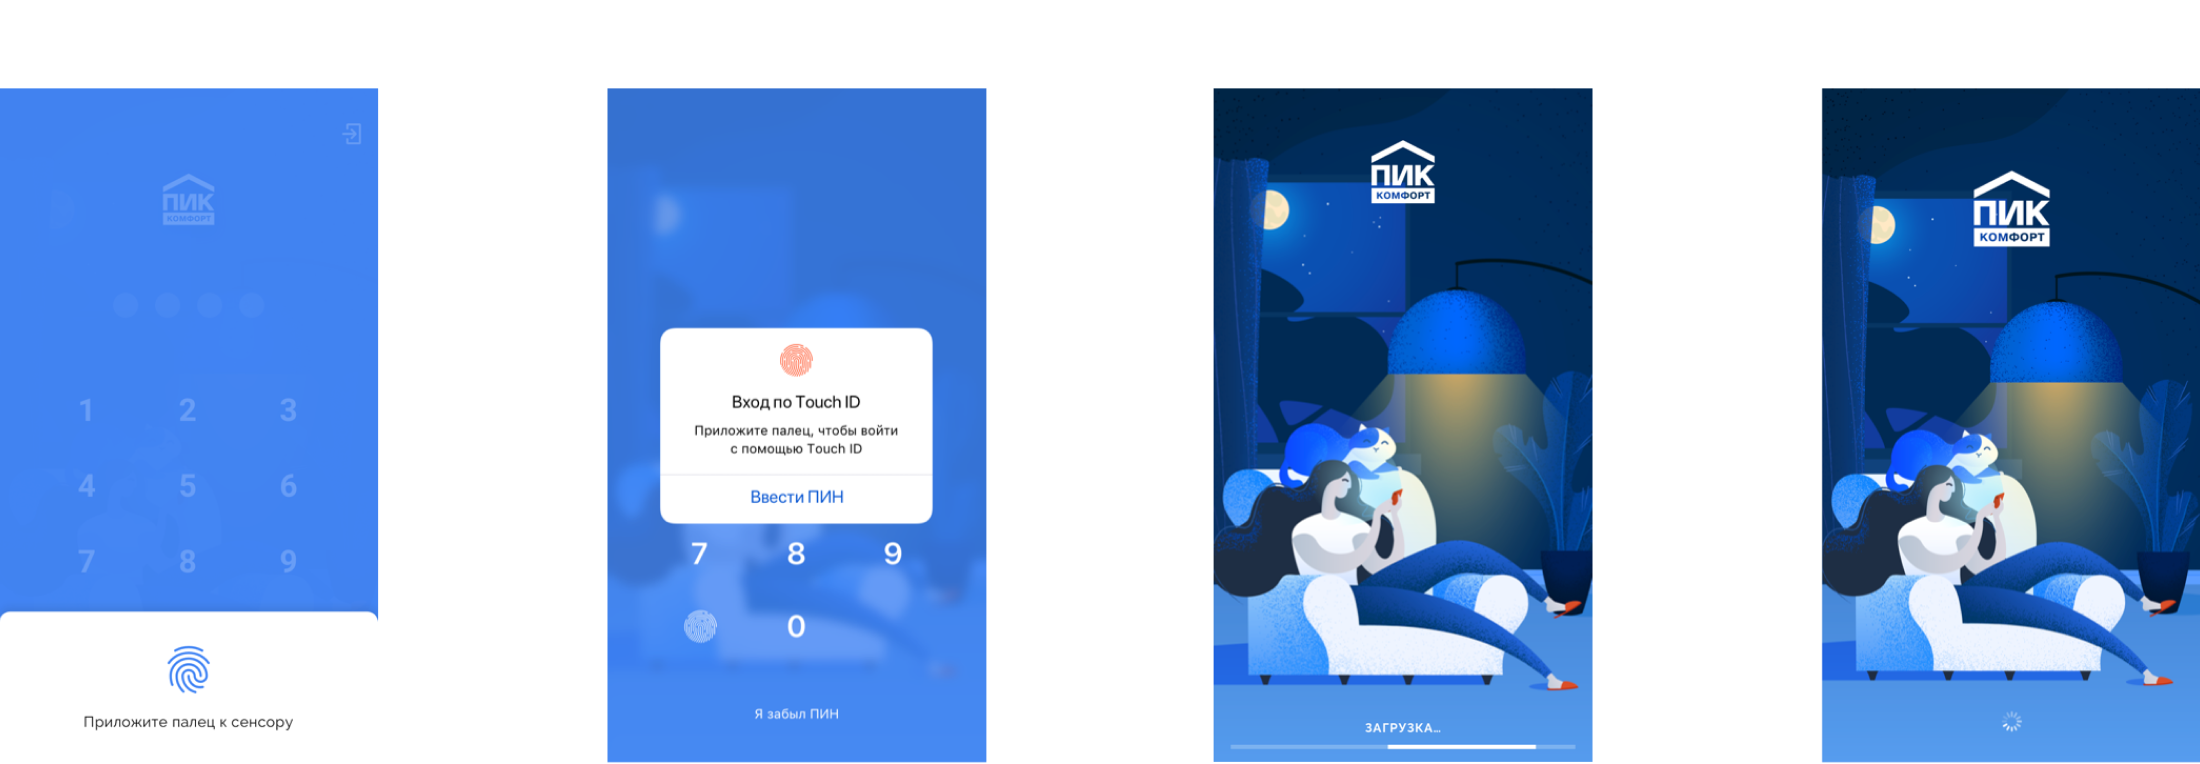 ПИК
КОМФОРТ
1 2 3
4 5 6
7 8 9
Приложите палец к сенсору
Вход по Touch ID
Приложите палец, чтобы войти
с помощью Touch ID
Ввести ПИН
7 8 9
0
Я забыл ПИН
ПИК
КОМФОРТ
ЗАГРУЗКА...
ПИК
КОМФОРТ